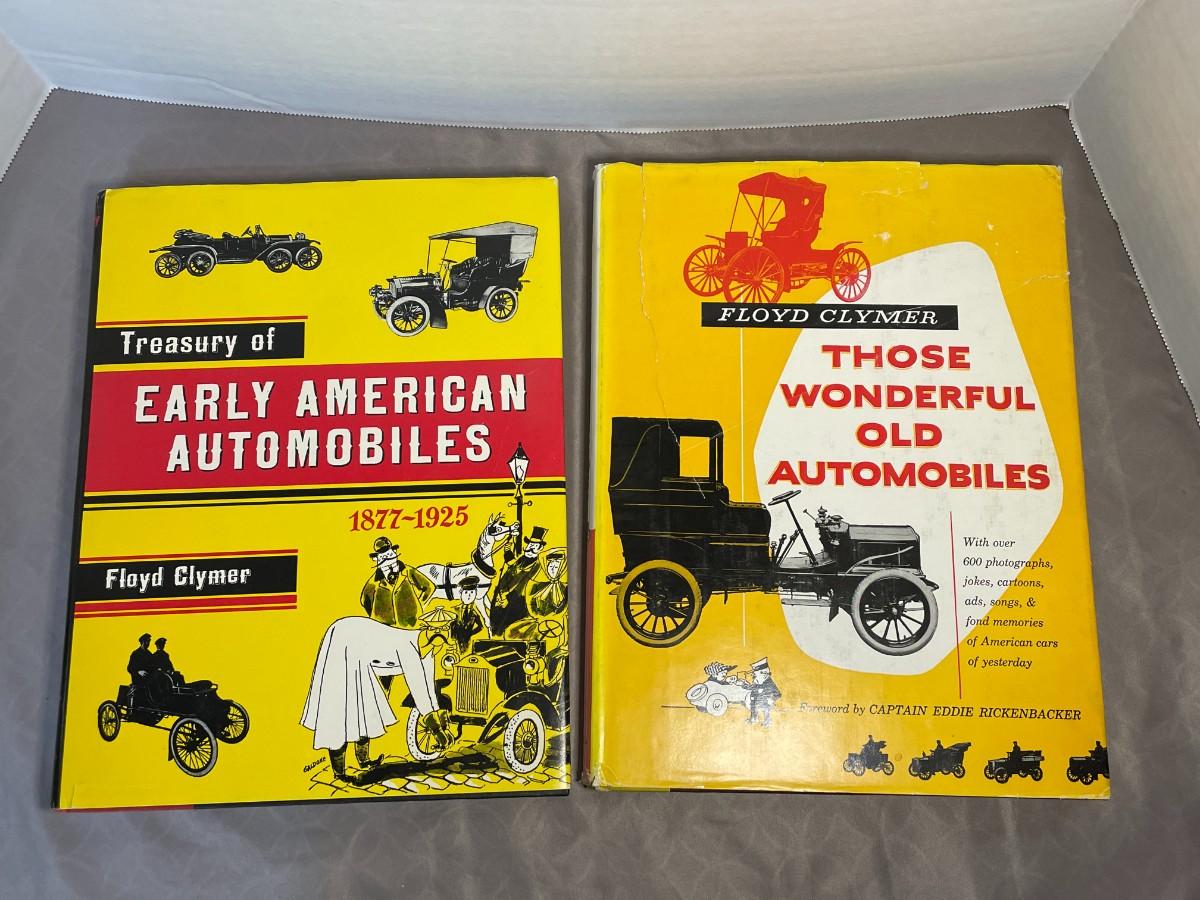 Treasury of
EARLY AMERICAN
AUTOMOBILES
1877-1925
Floyd Clymer
GALDONE
FLOYD CLYMER
THOSE
WONDERFUL
OLD
AUTOMOBILES
With over
600 photographs,
jokes, cartoons,
ads, songs, &
fond memories
of American cars
of yesterday
Foreword by CAPTAIN EDDIE RICKENBACKER